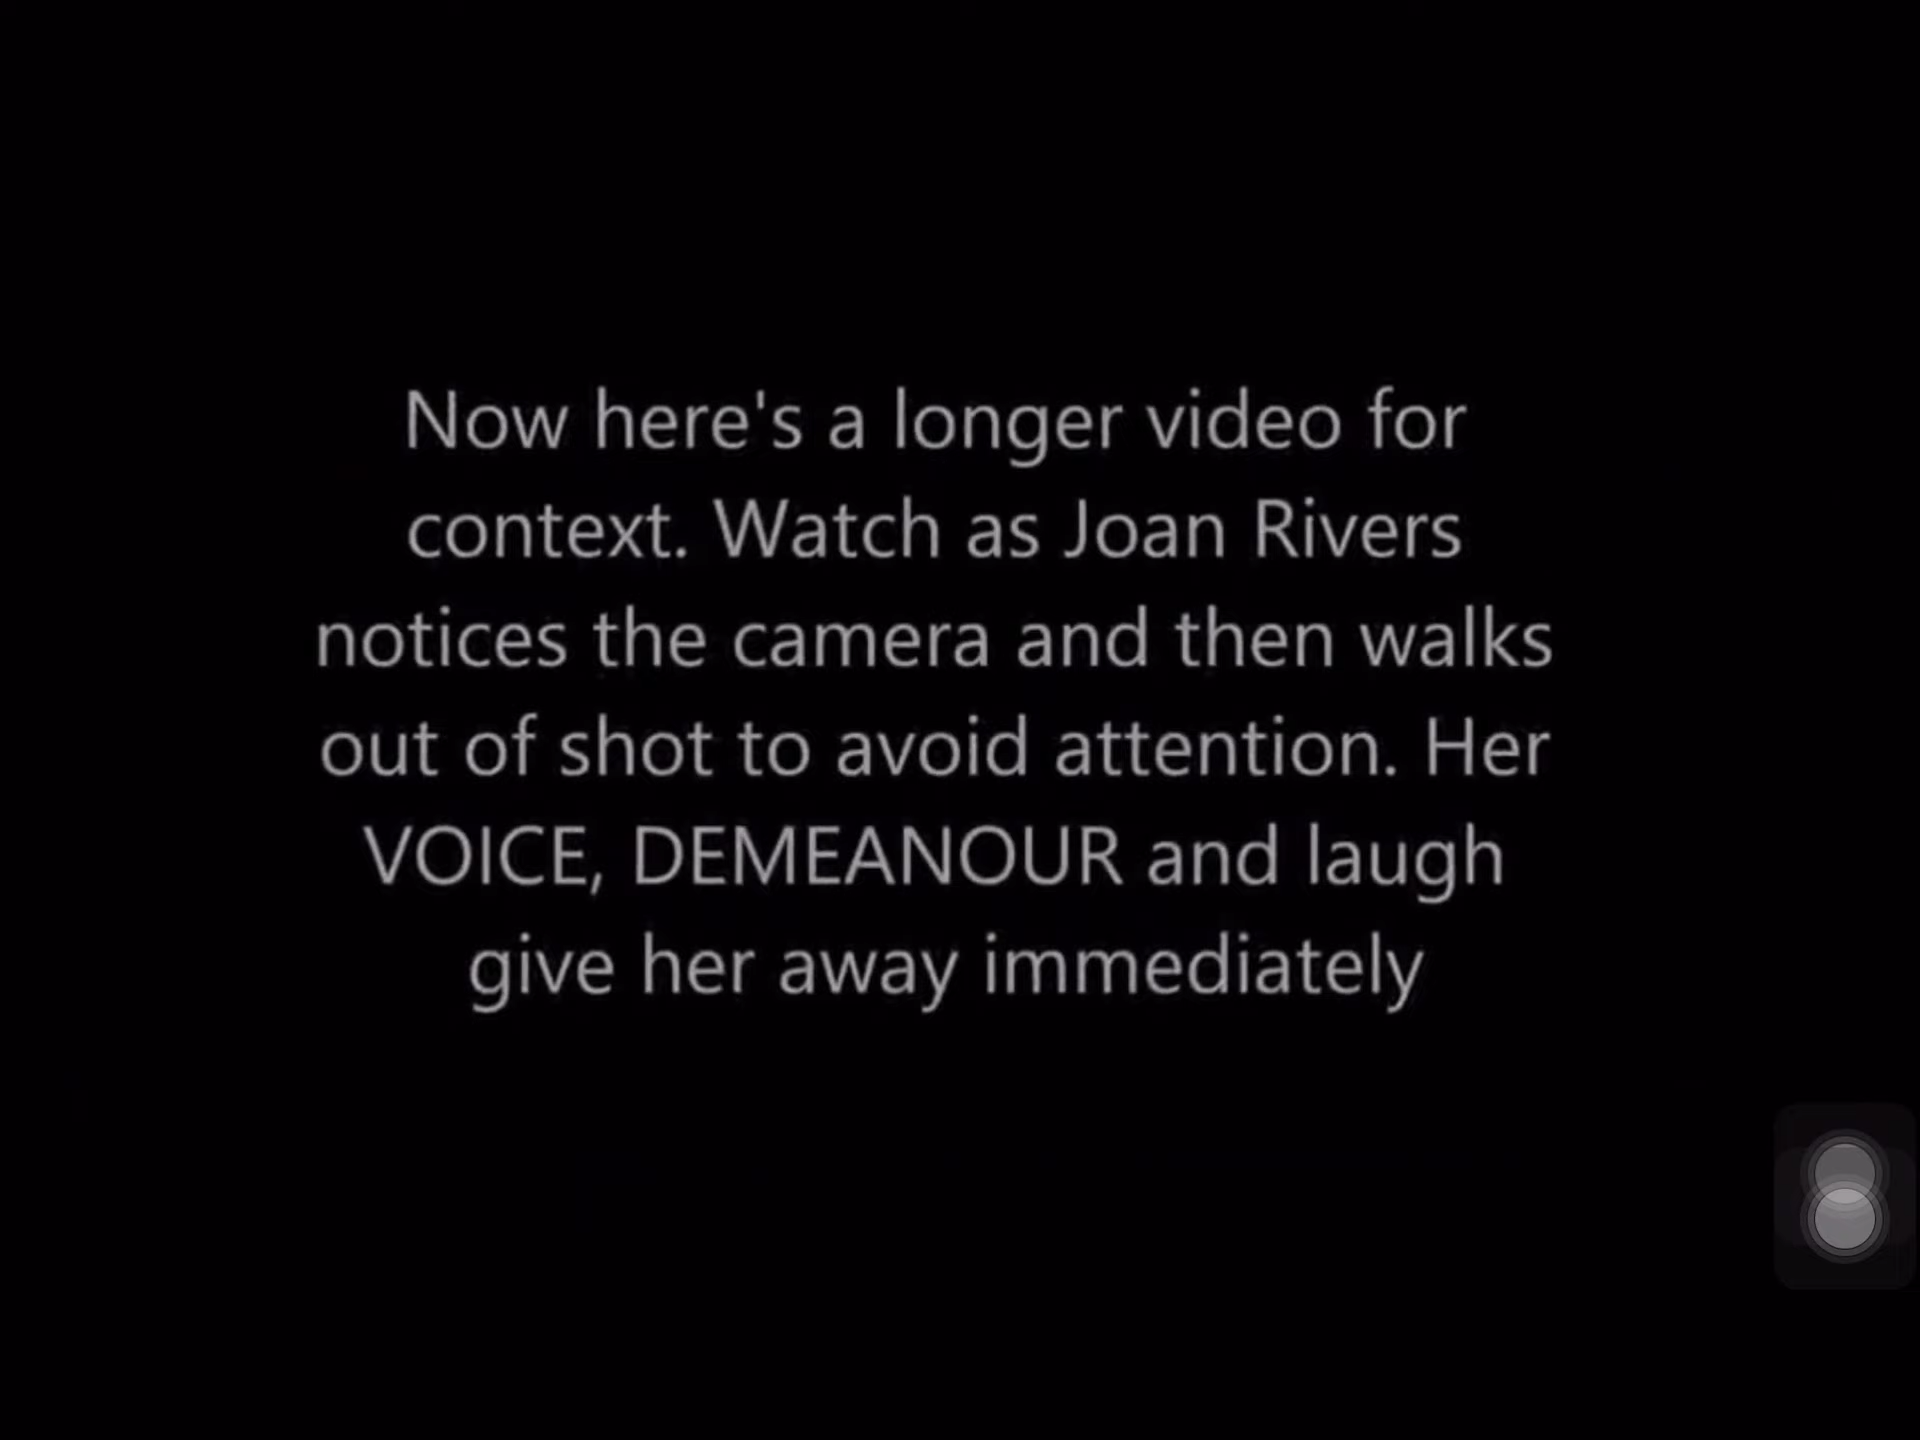 Now here's a longer video for
context. Watch as Joan Rivers
notices the camera and then walks
out of shot to avoid attention. Her
VOICE, DEMEANOUR and laugh
give her away immediately